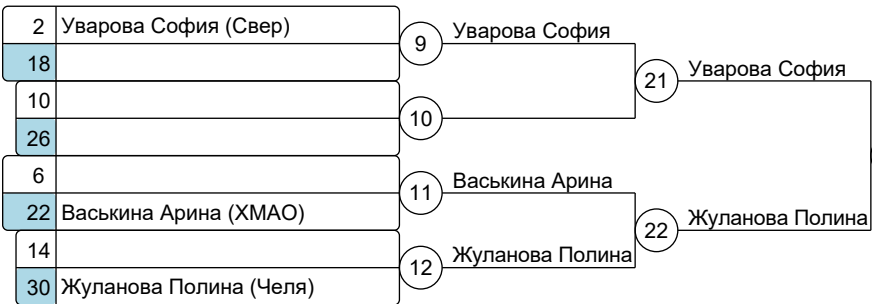 2 Уварова София (Свер)
18
10
26
6
22 Васькина Арина (ХМАО)
14
30 Жуланова Полина (Челя)
9 Уварова София
10
11 Васькина Арина
12 Жуланова Полина
21 Уварова София
22 Жуланова Полина